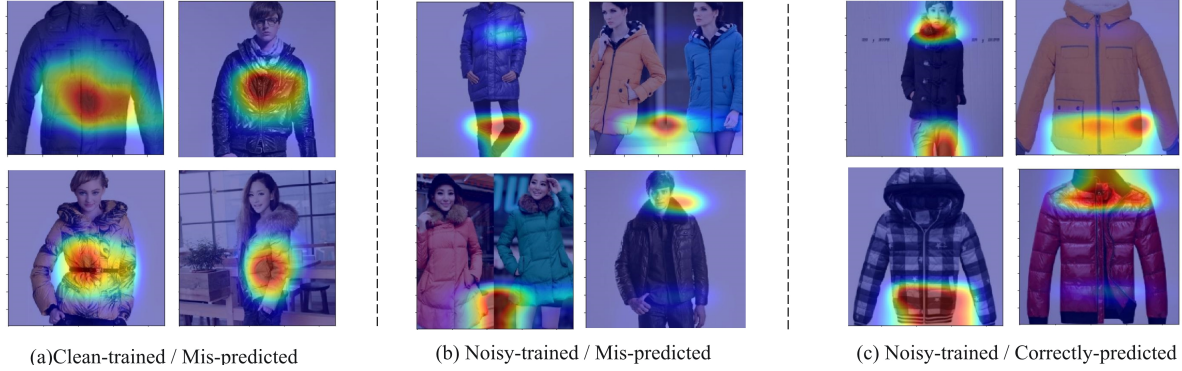 (a)Clean-trained / Mis-predicted
(b) Noisy-trained / Mis-predicted
(c) Noisy-trained / Correctly-predicted